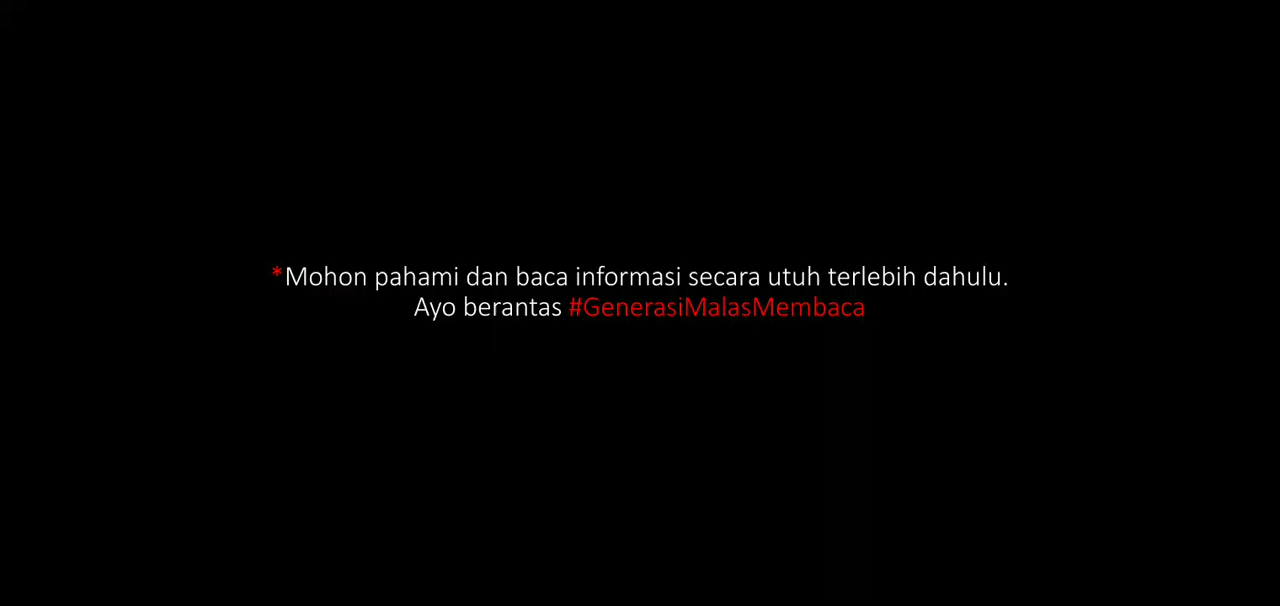 *Mohon pahami dan baca informasi secara utuh terlebih dahulu.
Ayo berantas #GenerasiMalasMembaca